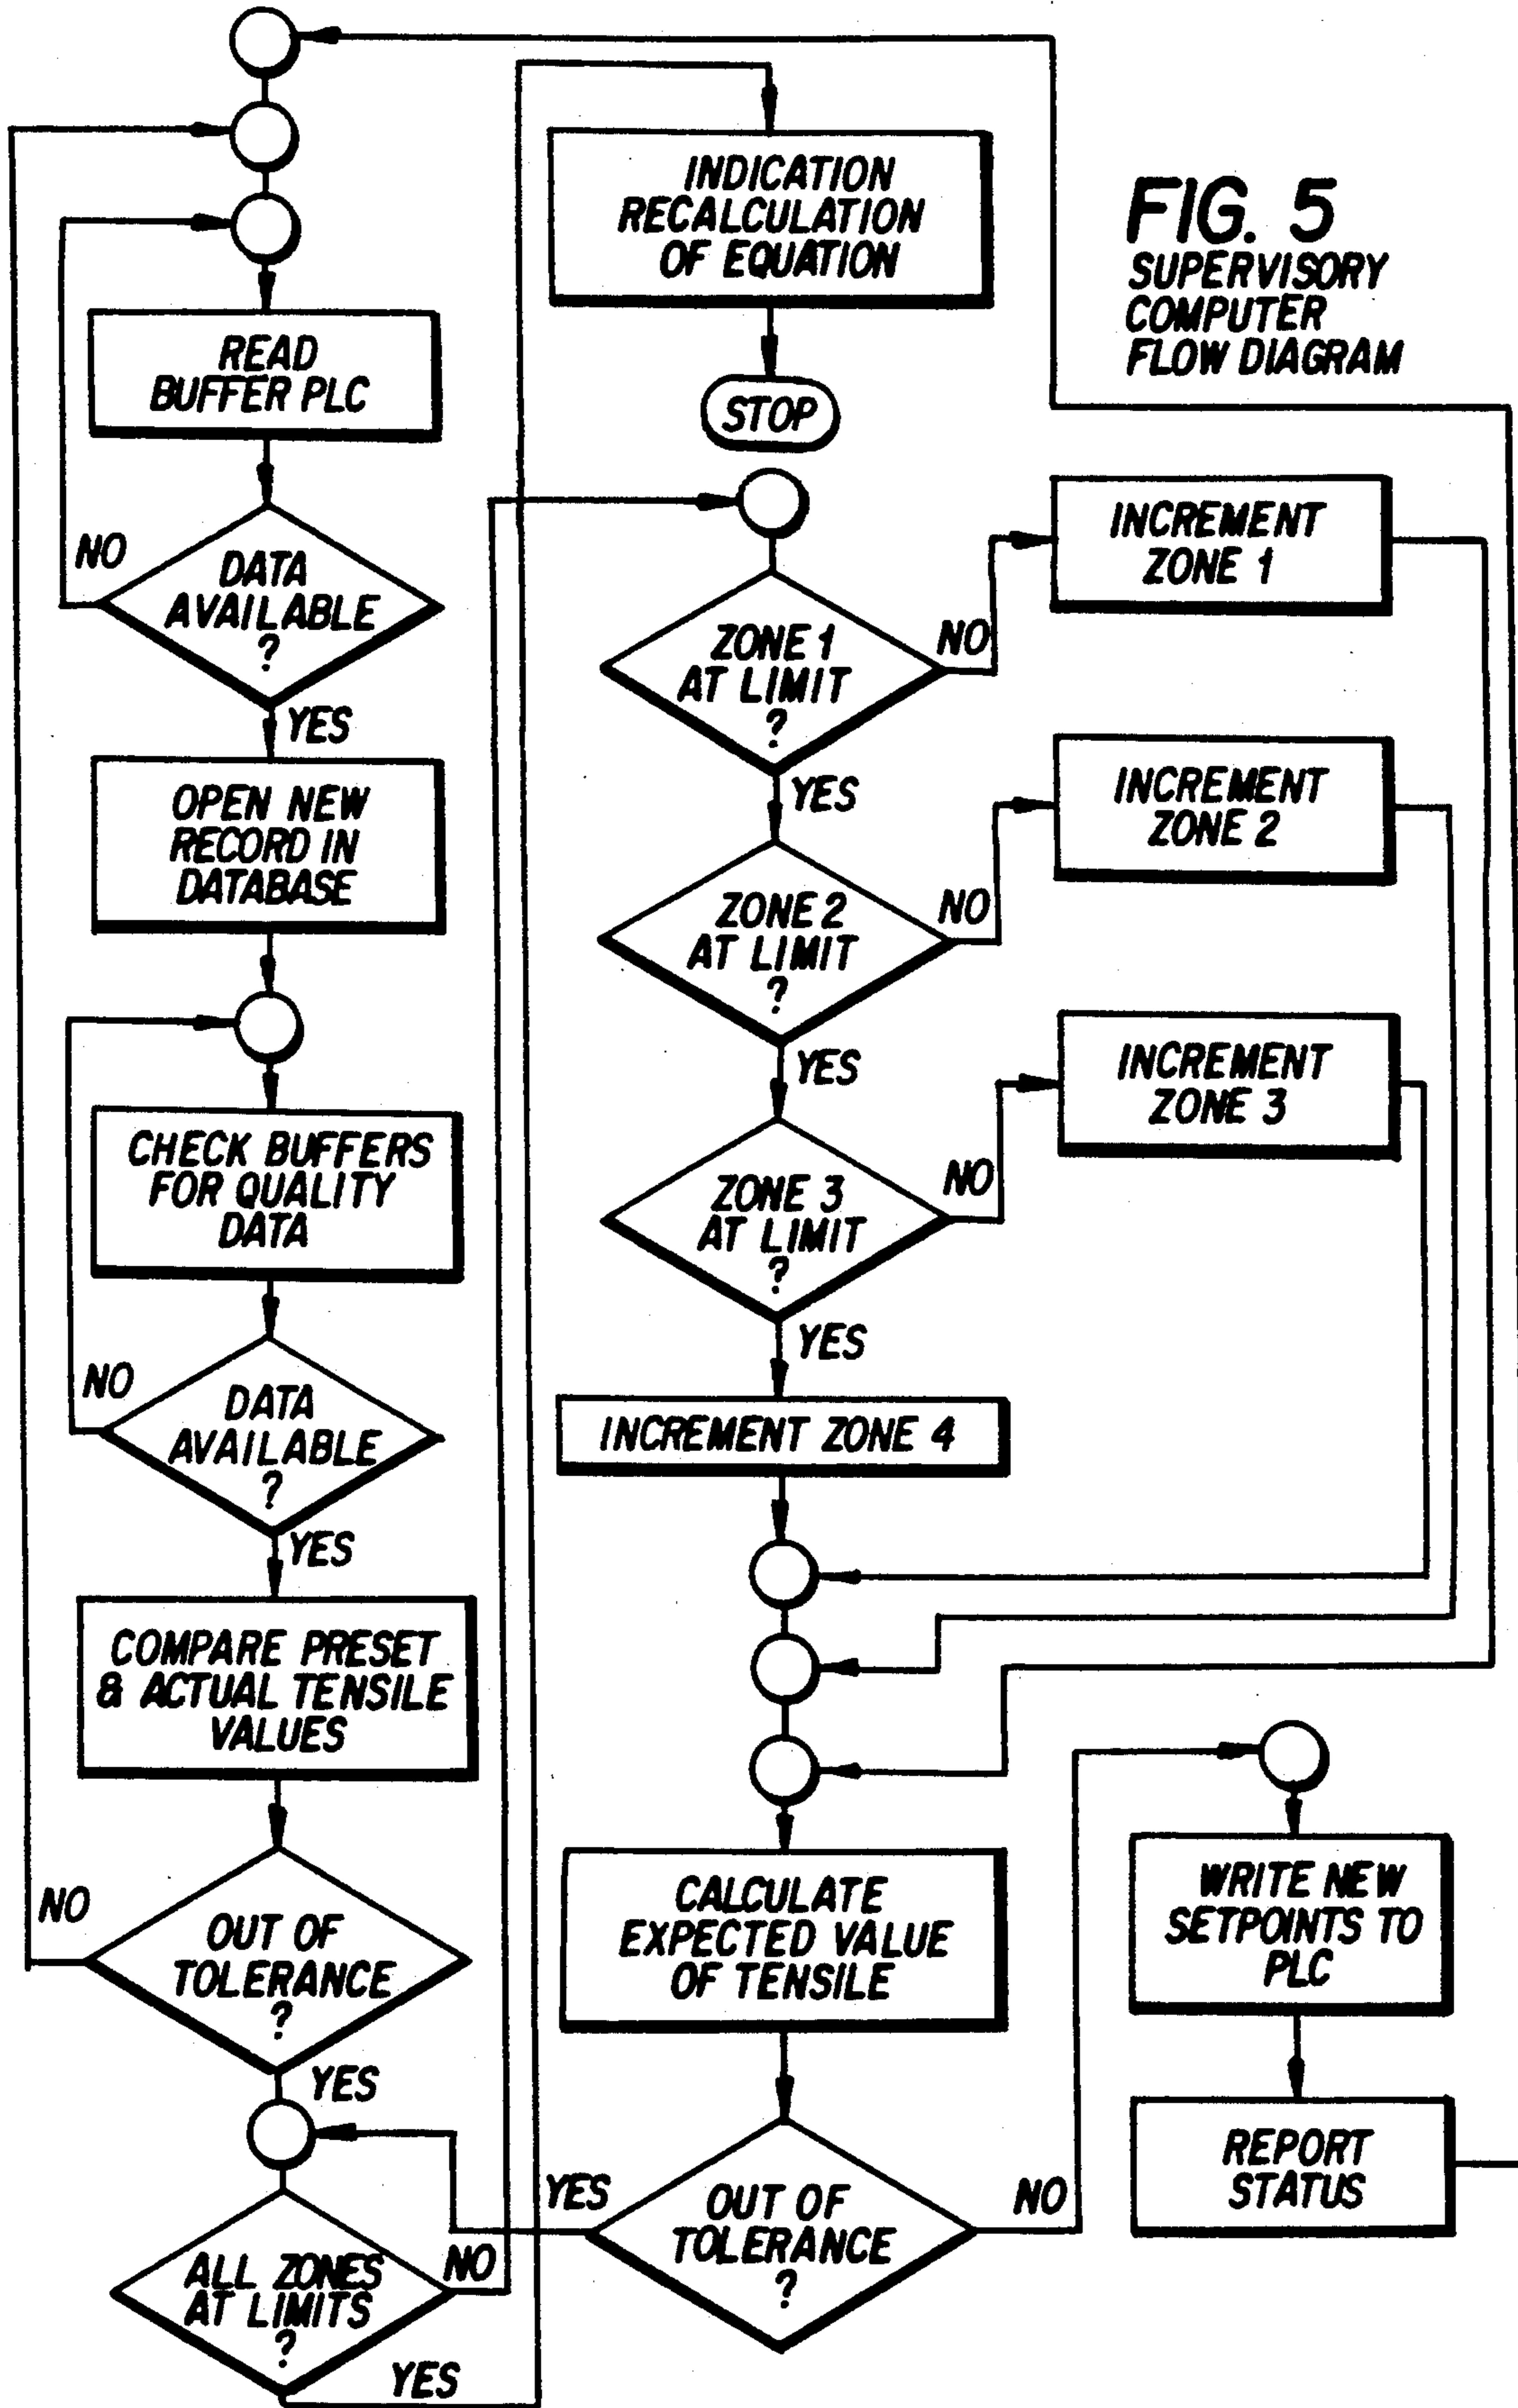 FIG. 5
SUPERVISORY
COMPUTER
FLOW DIAGRAM
READ
BUFFER PLC
DATA
AVAILABLE
?
NO
YES
OPEN NEW
RECORD IN
DATABASE
CHECK BUFFERS
FOR QUALITY
DATA
DATA
AVAILABLE
?
NO
YES
COMPARE PRESET
& ACTUAL TENSILE
VALUES
OUT OF
TOLERANCE
?
NO
YES
ALL ZONES
AT LIMITS
?
NO
YES
INDICATION
RECALCULATION
OF EQUATION
STOP
ZONE 1
AT LIMIT
?
NO
INCREMENT
ZONE 1
YES
ZONE 2
AT LIMIT
?
NO
INCREMENT
ZONE 2
YES
ZONE 3
AT LIMIT
?
NO
INCREMENT
ZONE 3
YES
INCREMENT ZONE 4
CALCULATE
EXPECTED VALUE
OF TENSILE
OUT OF
TOLERANCE
?
YES
NO
WRITE NEW
SETPOINTS TO
PLC
REPORT
STATUS